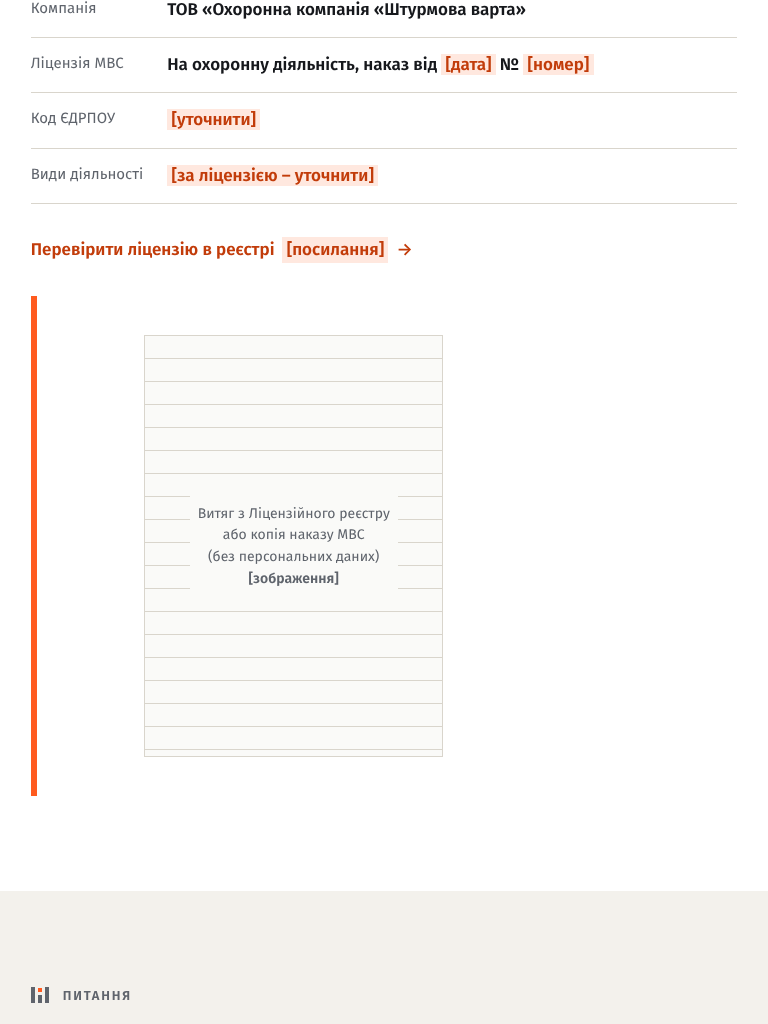 Компанія ТОВ «Охоронна компанія «Штурмова варта»
Ліцензія МВС На охоронну діяльність, наказ від [дата] № [номер]
Код ЄДРПОУ [уточнити]
Види діяльності [за ліцензією – уточнити]
Перевірити ліцензію в реєстрі [посилання] →
Витяг з Ліцензійного реєстру
або копія наказу МВС
(без персональних даних)
[зображення]
ПИТАННЯ